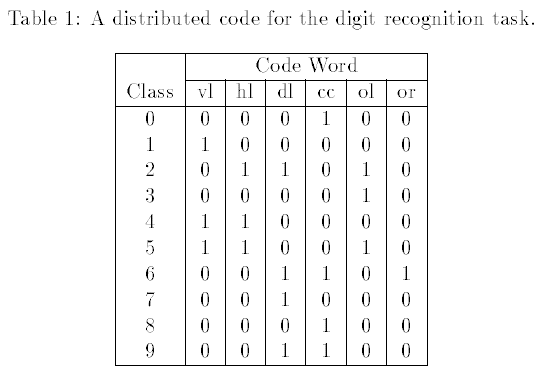 Table 1: A distributed code for the digit recognition task.
Code Word
Class vl hl dl cc ol or
0 0 0 0 1 0 0
1 1 0 0 0 0 0
2 0 1 1 0 1 0
3 0 0 0 0 1 0
4 1 1 0 0 0 0
5 1 1 0 0 1 0
6 0 0 1 1 0 1
7 0 0 1 0 0 0
8 0 0 0 1 0 0
9 0 0 1 1 0 0